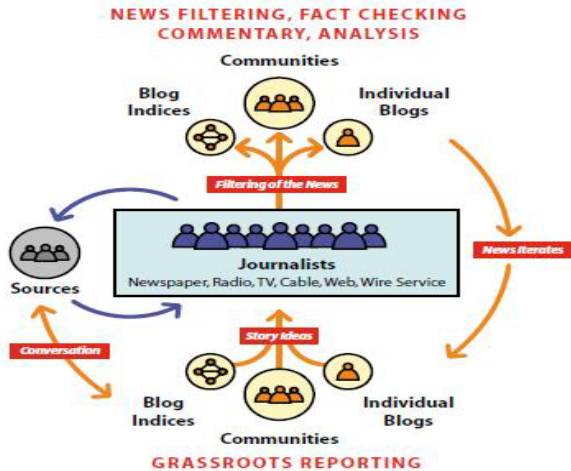 NEWS FILTERING, FACT CHECKING
COMMENTARY, ANALYSIS
Communities
Blog
Indices
Individual
Blogs
Filtering of the News
Journalists
Newspaper, Radio, TV, Cable, Web, Wire Service
Sources
News Iterates
Conversation
Story Ideas
Blog
Indices
Individual
Blogs
Communities
GRASSROOTS REPORTING